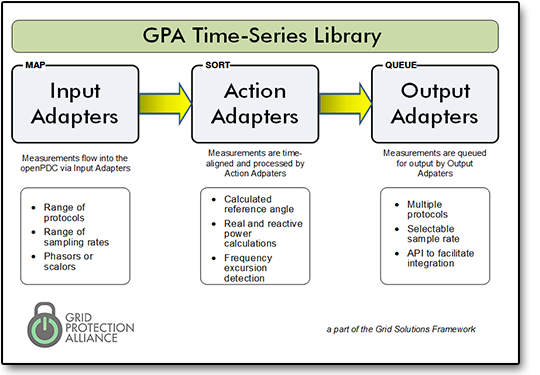 GPA Time-Series Library
MAP
Input
Adapters
Measurements flow into the
openPDC via Input Adapters
• Range of
protocols
• Range of
sampling rates
• Phasors or
scalors
SORT
Action
Adapters
Measurements are time-
aligned and processed by
Action Adpaters
• Calculated
reference angle
• Real and reactive
power
calculations
• Frequency
excursion
detection
QUEUE
Output
Adapters
Measurements are queued
for output by Output
Adpaters
• Multiple
protocols
• Selectable
sample rate
• API to facilitate
integration
GRID
PROTECTION
ALLIANCE
a part of the Grid Solutions Framework